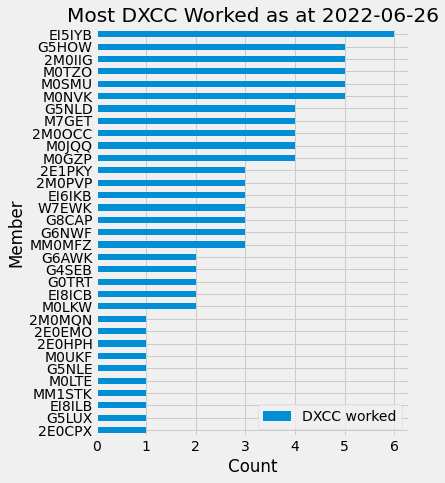 Most DXCC Worked as at 2022-06-26
EI5IYB
G5HOW
2M0IIG
M0TZO
M0SMU
M0NVK
G5NLD
M7GET
2M0OCC
M0JQQ
M0GZP
2E1PKY
2M0PVP
EI6IKB
W7EWK
G8CAP
G6NWF
MM0MFZ
G6AWK
G4SEB
G0TRT
EI8ICB
M0LKW
2M0MQN
2E0EMO
2E0HPH
M0UKF
G5NLE
M0LTE
MM1STK
EI8ILB
G5LUX
2E0CPX
Member
DXCC worked
0 1 2 3 4 5 6
Count